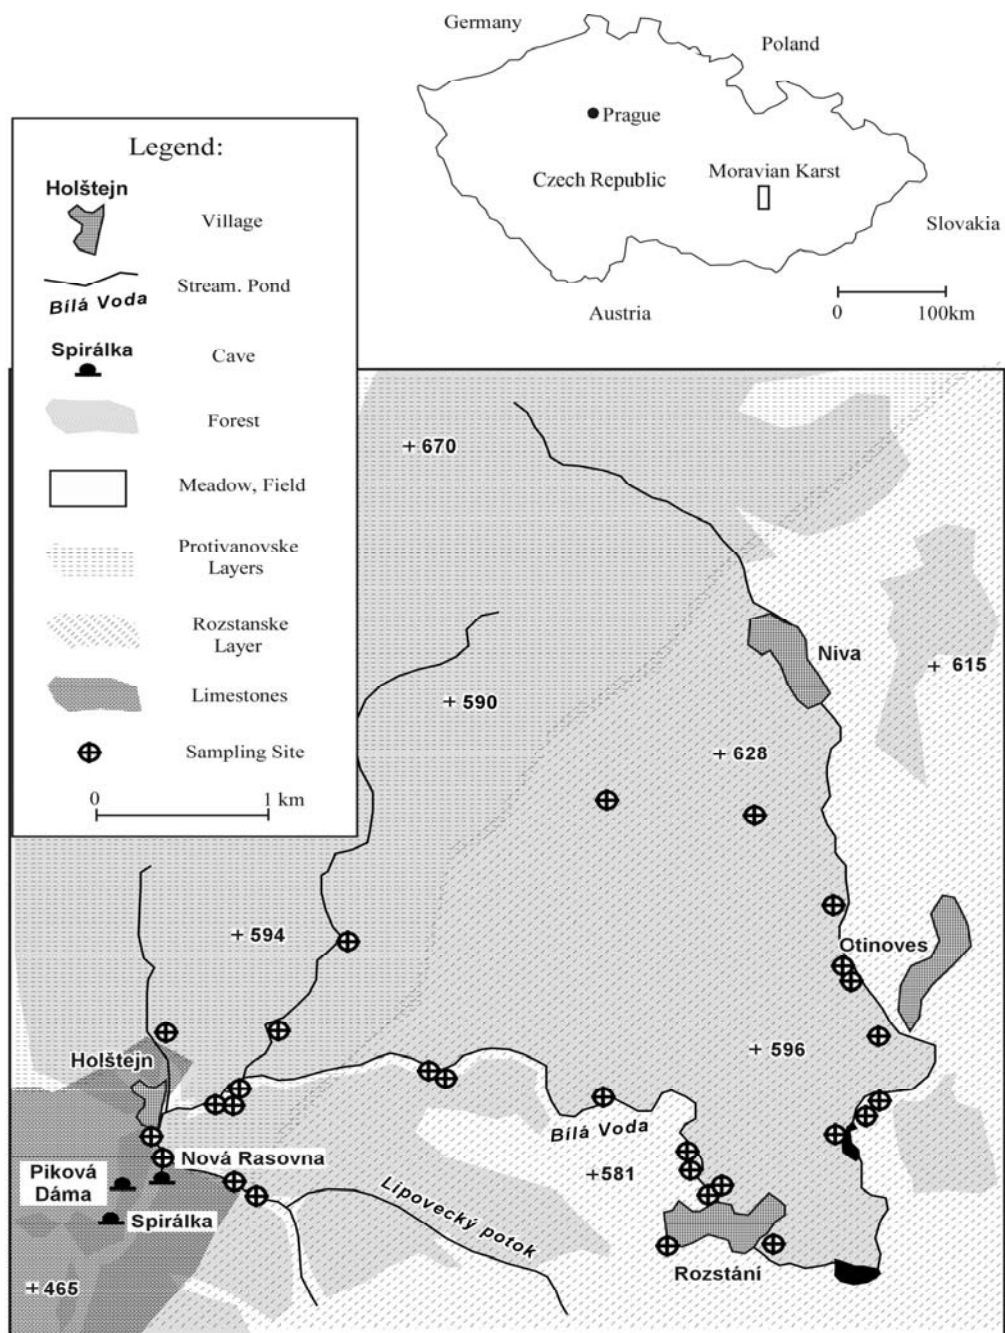 Germany
Poland
Prague
Czech Republic
Moravian Karst
Slovakia
Austria
0
100km
Legend:
Holštejn
Village
Bílá Voda
Stream. Pond
Spirálka
Cave
Forest
Meadow, Field
Protivanovske
Layers
Rozstanske
Layer
Limestones
Sampling Site
0
1 km
+ 670
Niva
+ 615
+ 590
+ 628
+ 594
Otinoves
Holštejn
+ 596
Bílá Voda
Nová Rasovna
+581
Piková
Dáma
Lipovecký potok
Spirálka
Rozstání
+ 465